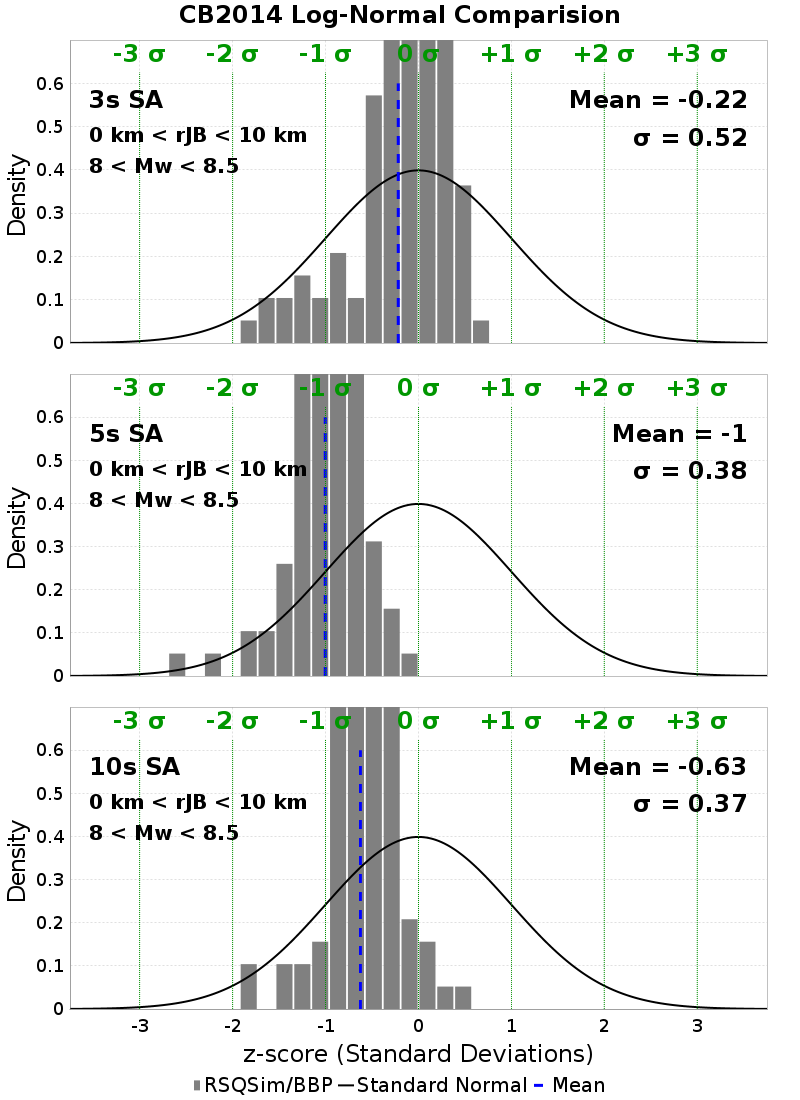 CB2014 Log-Normal Comparision
-3 σ -2 σ -1 σ 0 σ +1 σ +2 σ +3 σ
3s SA
0 km < rJB < 10 km
8 < Mw < 8.5
Mean = -0.22
σ = 0.52
Density
0.6
0.5
0.4
0.3
0.2
0.1
0
-3 σ -2 σ -1 σ 0 σ +1 σ +2 σ +3 σ
5s SA
0 km < rJB < 10 km
8 < Mw < 8.5
Mean = -1
σ = 0.38
Density
0.6
0.5
0.4
0.3
0.2
0.1
0
-3 σ -2 σ -1 σ 0 σ +1 σ +2 σ +3 σ
10s SA
0 km < rJB < 10 km
8 < Mw < 8.5
Mean = -0.63
σ = 0.37
Density
0.6
0.5
0.4
0.3
0.2
0.1
0
-3 -2 -1 0 1 2 3
z-score (Standard Deviations)
RSQSim/BBP Standard Normal Mean